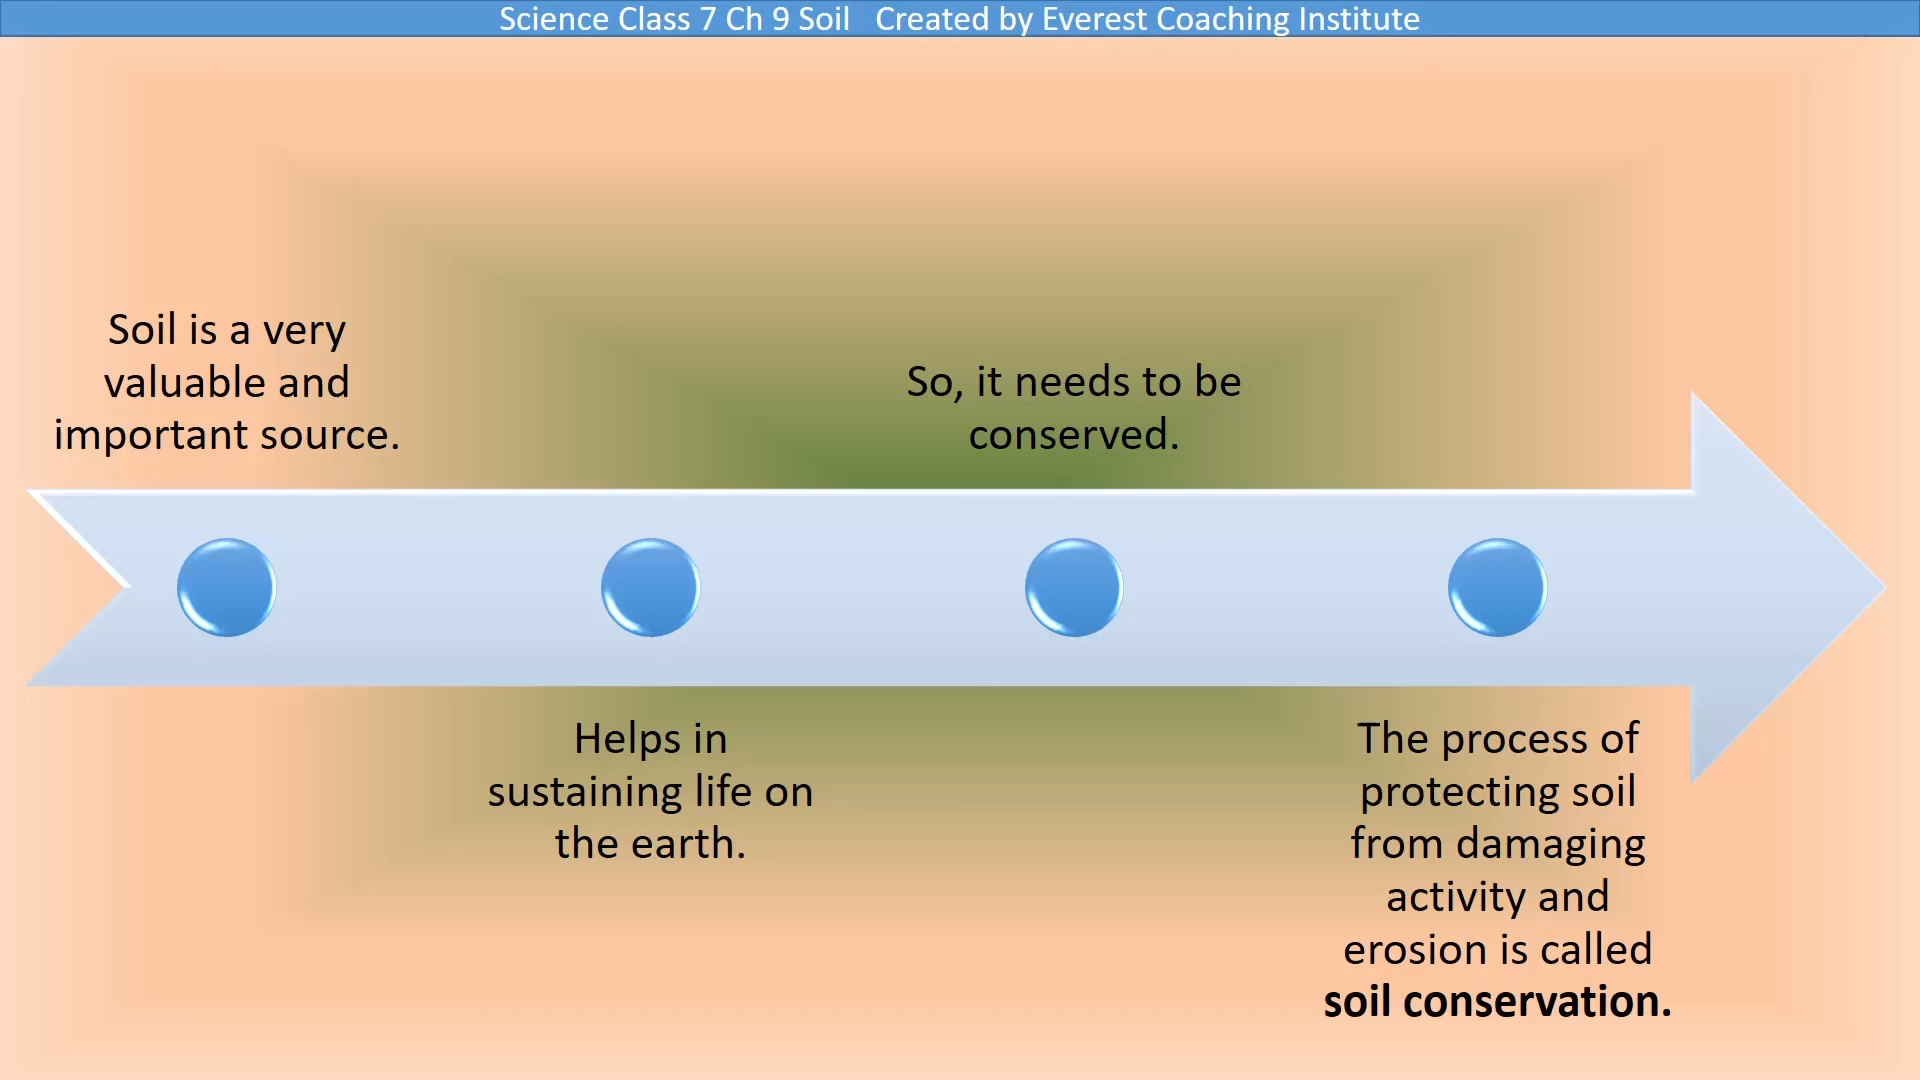 Science Class 7 Ch 9 Soil   Created by Everest Coaching Institute
Soil is a very
valuable and
important source.
Helps in
sustaining life on
the earth.
So, it needs to be
conserved.
The process of
protecting soil
from damaging
activity and
erosion is called
soil conservation.